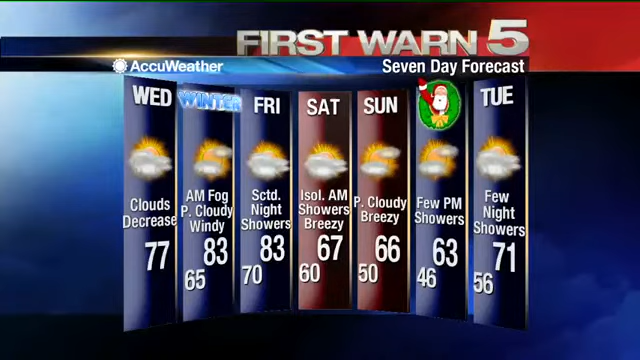 FIRST WARN 5
AccuWeather
Seven Day Forecast
WED
Clouds
Decrease
77
WINTER
AM Fog
P. Cloudy
Windy
83
65
FRI
Sctd.
Night
Showers
83
70
SAT
Isol. AM
Showers
Breezy
67
60
SUN
P. Cloudy
Breezy
66
50
Few PM
Showers
63
46
TUE
Few
Night
Showers
71
56